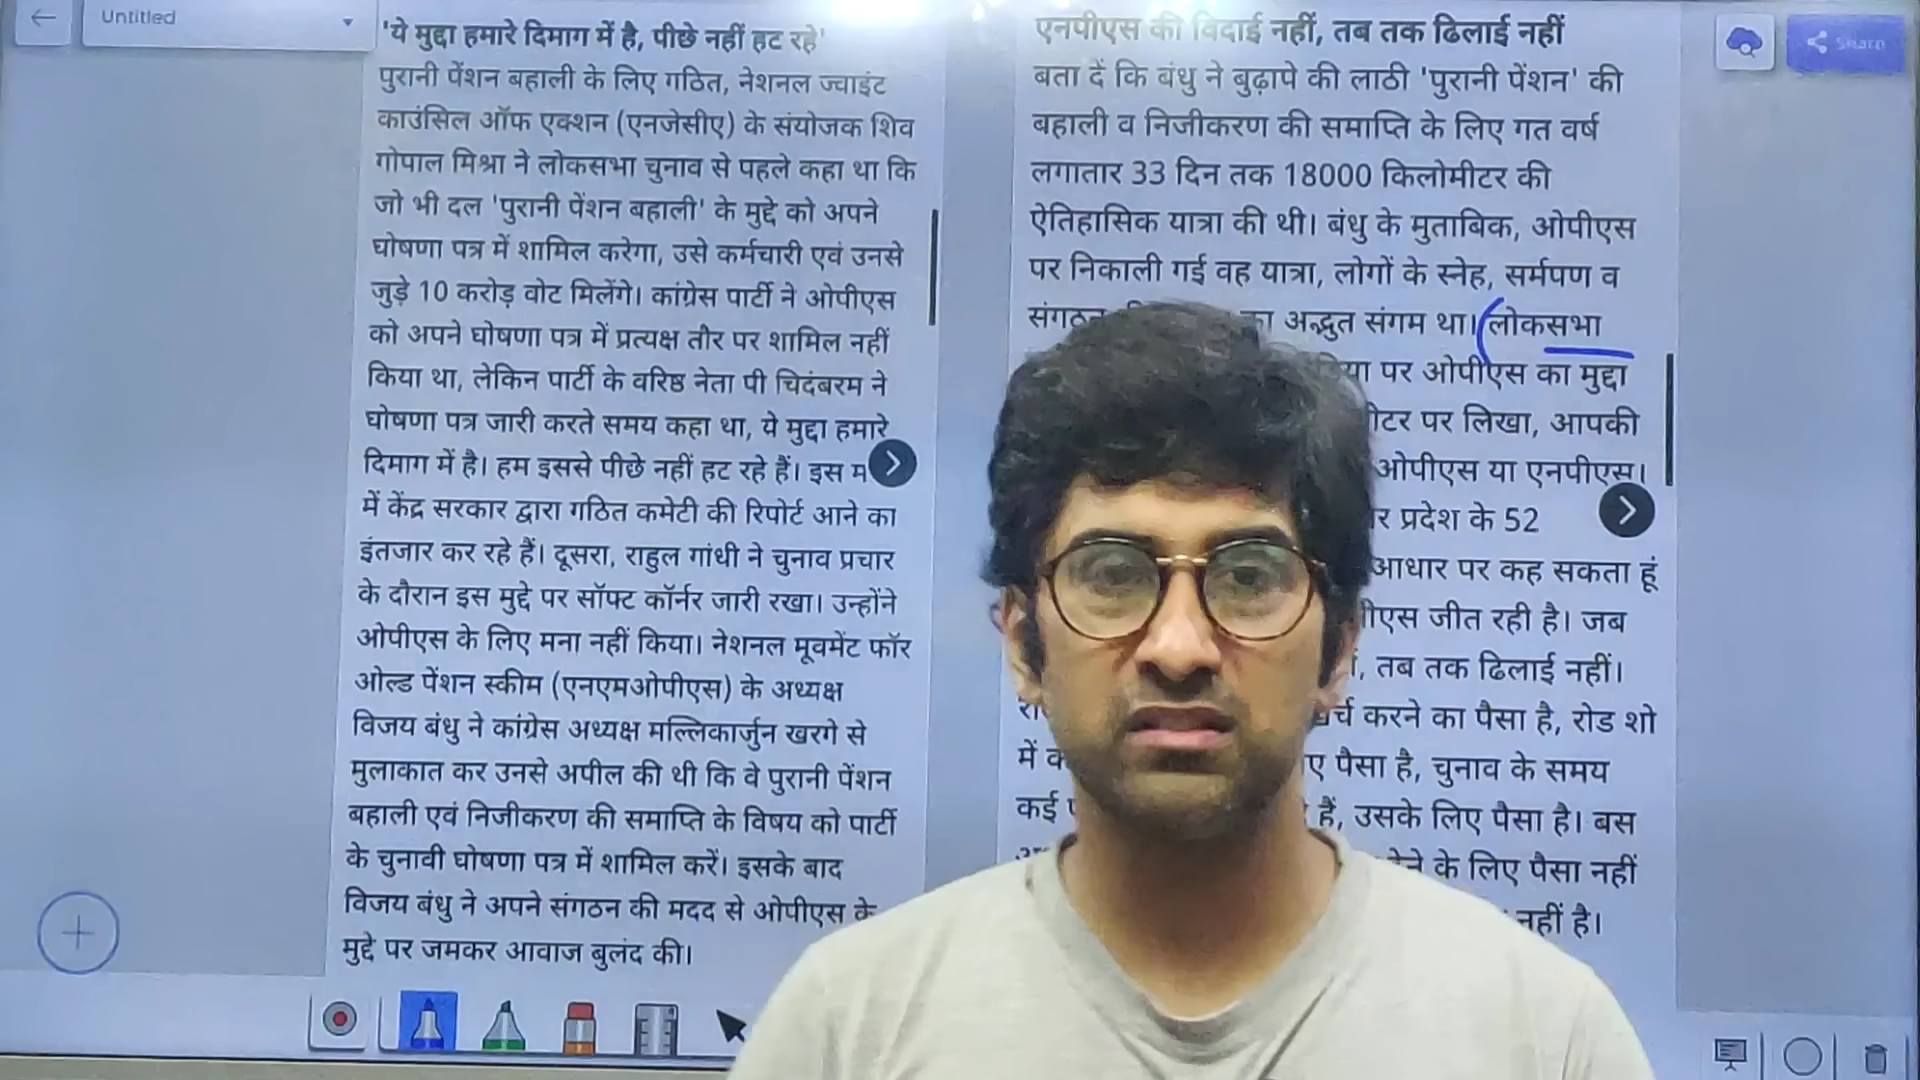 Untitled
'ये मुद्दा हमारे दिमाग में है, पीछे नहीं हट रहे'
पुरानी पेंशन बहाली के लिए गठित, नेशनल ज्वाइंट
काउंसिल ऑफ एक्शन (एनजेसीए) के संयोजक शिव
गोपाल मिश्रा ने लोकसभा चुनाव से पहले कहा था कि
जो भी दल 'पुरानी पेंशन बहाली' के मुद्दे को अपने
घोषणा पत्र में शामिल करेगा, उसे कर्मचारी एवं उनसे
जुड़े 10 करोड़ वोट मिलेंगे। कांग्रेस पार्टी ने ओपीएस
को अपने घोषणा पत्र में प्रत्यक्ष तौर पर शामिल नहीं
किया था, लेकिन पार्टी के वरिष्ठ नेता पी चिदंबरम ने
घोषणा पत्र जारी करते समय कहा था, ये मुद्दा हमारे
दिमाग में है। हम इससे पीछे नहीं हट रहे हैं। इस
में केंद्र सरकार द्वारा गठित कमेटी की रिपोर्ट आने का
इंतजार कर रहे हैं। दूसरा, राहुल गांधी ने चुनाव प्रचार
के दौरान इस मुद्दे पर सॉफ्ट कॉर्नर जारी रखा। उन्होंने
ओपीएस के लिए मना नहीं किया। नेशनल मूवमेंट फॉर
ओल्ड पेंशन स्कीम (एनएमओपीएस) के अध्यक्ष
विजय बंधु ने कांग्रेस अध्यक्ष मल्लिकार्जुन खरगे से
मुलाकात कर उनसे अपील की थी कि वे पुरानी पेंशन
बहाली एवं निजीकरण की समाप्ति के विषय को पार्टी
के चुनावी घोषणा पत्र में शामिल करें। इसके बाद
विजय बंधु ने अपने संगठन की मदद से ओपीएस के
मुद्दे पर जमकर आवाज बुलंद की।
एनपीएस की विदाई नहीं, तब तक ढिलाई नहीं
बता दें कि बंधु ने बुढ़ापे की लाठी 'पुरानी पेंशन' की
बहाली व निजीकरण की समाप्ति के लिए गत वर्ष
लगातार 33 दिन तक 18000 किलोमीटर की
ऐतिहासिक यात्रा की थी। बंधु के मुताबिक, ओपीएस
पर निकाली गई वह यात्रा, लोगों के स्नेह, सर्मपण व
अद्भुत संगम था। लोकसभा
पर ओपीएस का मुद्दा
पर लिखा, आपकी
ओपीएस या एनपीएस।
प्रदेश के 52
आधार पर कह सकता हूं
जीत रही है। जब
तब तक ढिलाई नहीं।
करने का पैसा है, रोड शो
में पैसा है, चुनाव के समय
कई हैं, उसके लिए पैसा है। बस
के लिए पैसा नहीं
नहीं है।
Share